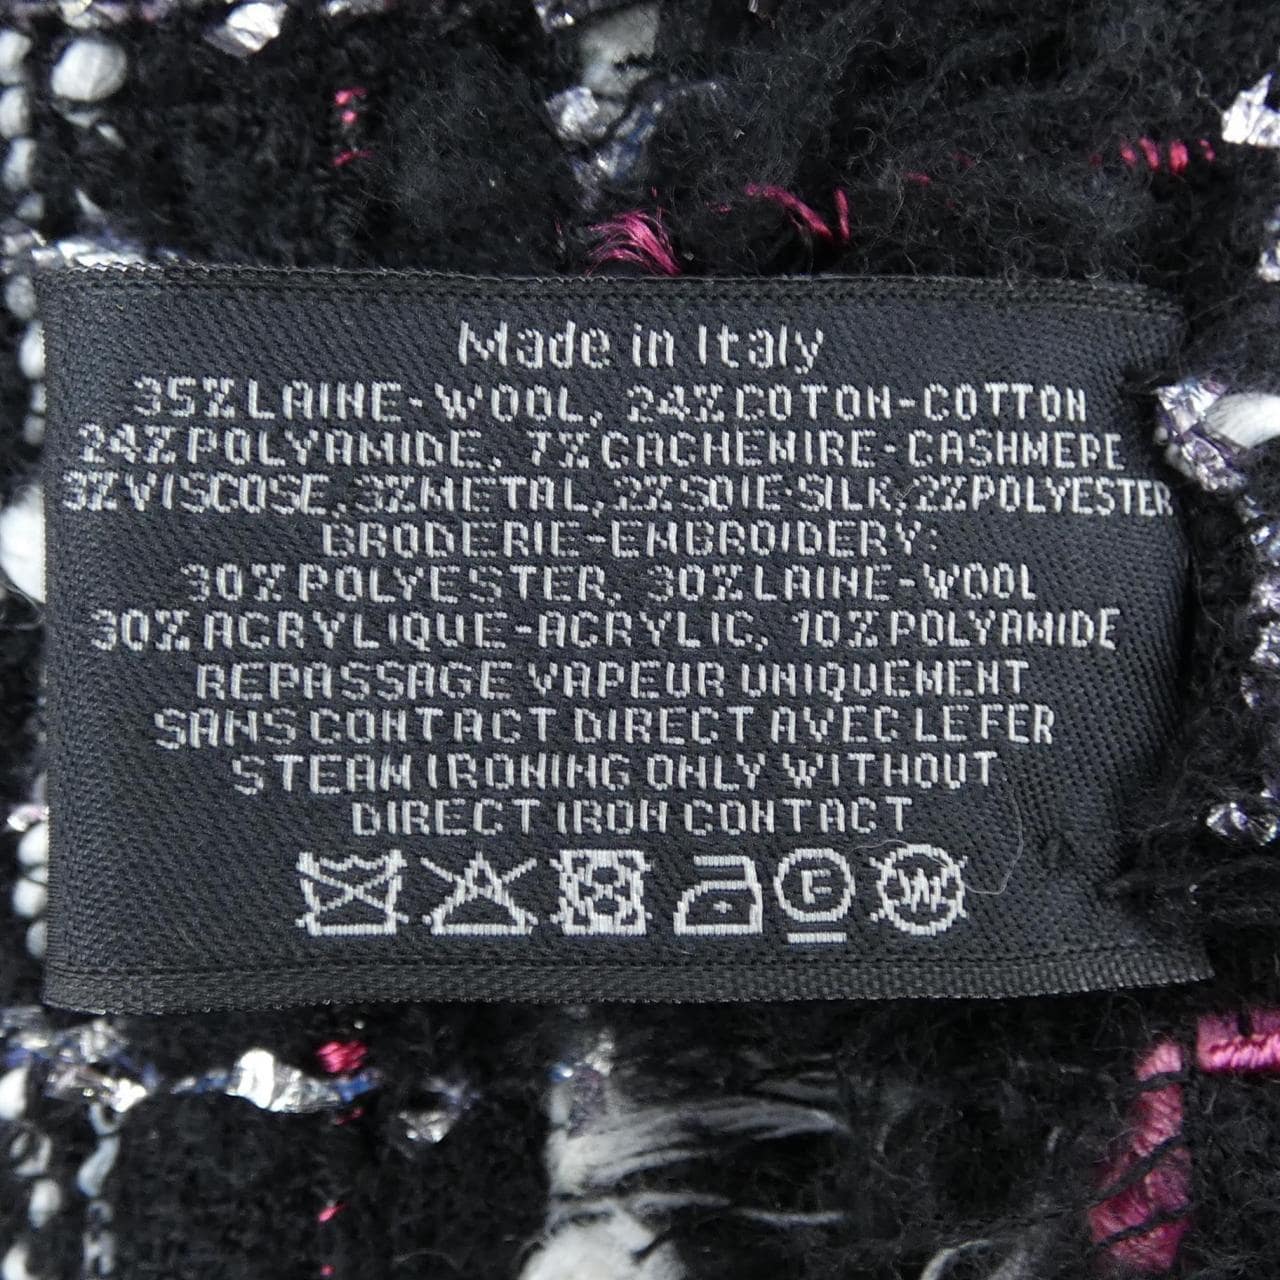 Made in Italy
35% LAINE-WOOL, 24% COTON-COTTON
24% POLYAMIDE, 7% CACHEMIRE-CASHMERE
3% VISCOSE, 3% METAL, 2% SOIE-SILK, 2% POLYESTER
BRODERIE-EMBROIDERY:
30% POLYESTER, 30% LAINE-WOOL
30% ACRYLIQUE-ACRYLIC, 10% POLYAMIDE
REPASSAGE VAPEUR UNIQUEMENT
SANS CONTACT DIRECT AVEC LE FER
STEAM IRONING ONLY WITHOUT
DIRECT IRON CONTACT
P W